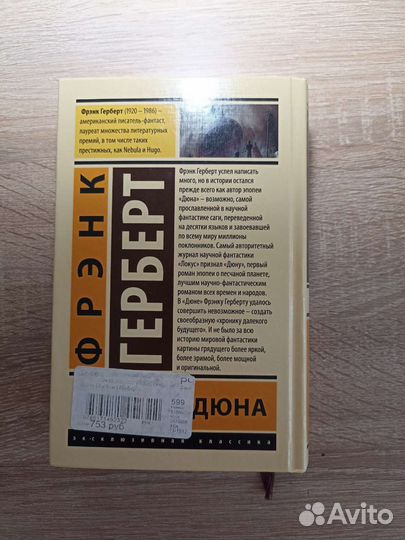 Фрэнк Герберт (1920 – 1986) –
американский писатель-фантаст,
лауреат множества литературных
премий, в том числе таких
престижных, как Nebula и Hugo.
ФРЭНК
ГЕРБЕРТ
Фрэнк Герберт успел написать
много, но в истории остался
прежде всего как автор эпопеи
«Дюна» – возможно, самой
прославленной в научной
фантастике саги, переведенной
на десятки языков и завоевавшей
по всему миру миллионы
поклонников. Самый авторитетный
журнал научной фантастики
«Локус» признал «Дюну», первый
роман эпопеи о песчаной планете,
лучшим научно-фантастическим
романом всех времен и народов.
В «Дюне» Фрэнку Герберту удалось
совершить невозможное – создать
своеобразную «хронику далекого
будущего». И не было за всю
историю мировой фантастики
картины грядущего более яркой,
более зримой, более мощной
и оригинальной.
599
753 руб
ДЮНА
эксклюзивная классика
Avito